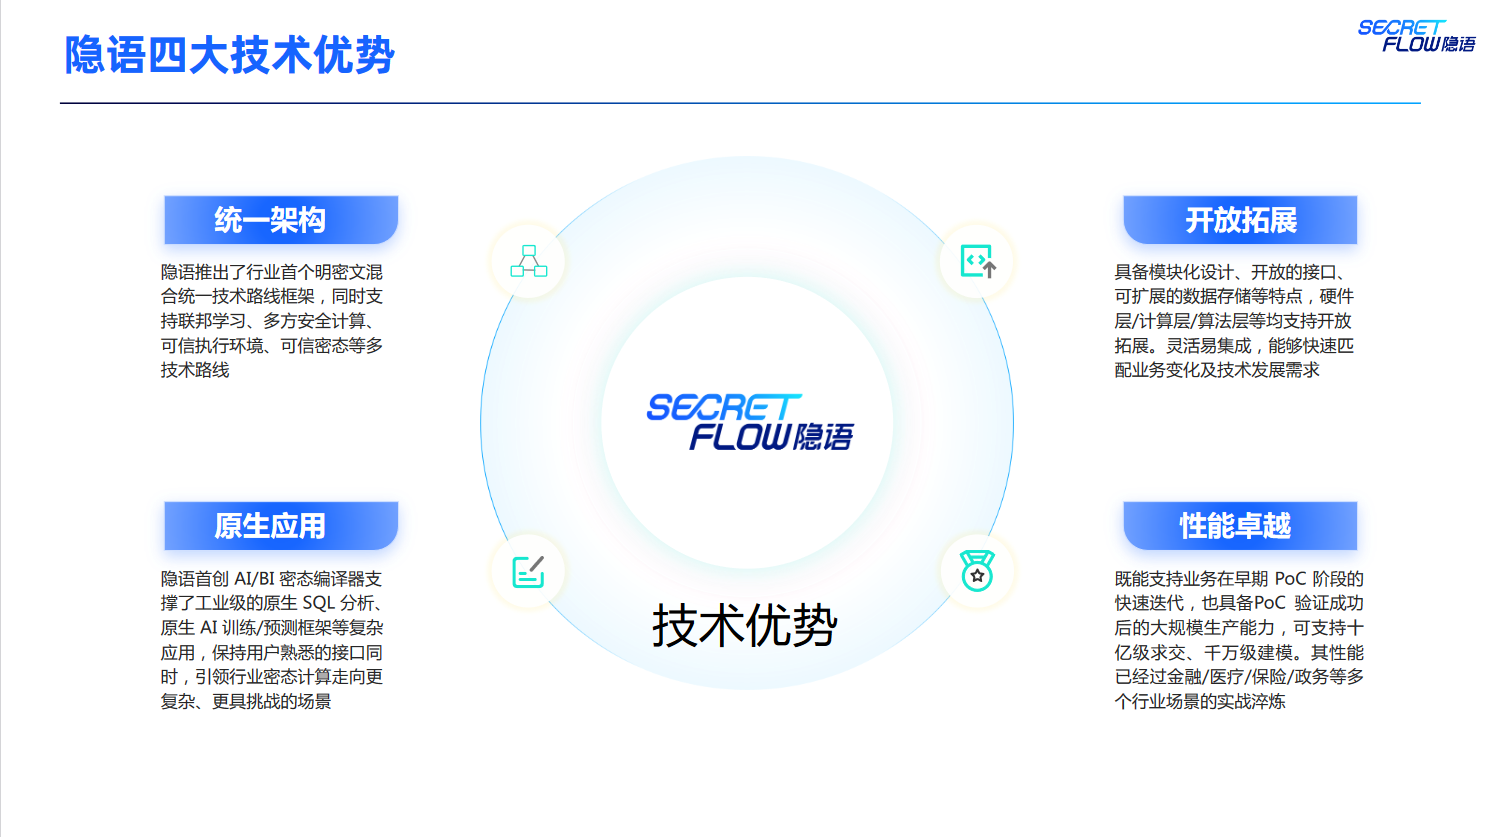 隐语四大技术优势
SECRET
FLOW隐语
统一架构
隐语推出了行业首个明密文混
合统一技术路线框架，同时支
持联邦学习、多方安全计算、
可信执行环境、可信密态等多
技术路线
开放拓展
具备模块化设计、开放的接口、
可扩展的数据存储等特点，硬件
层/计算层/算法层等均支持开放
拓展。灵活易集成，能够快速匹
配业务变化及技术发展需求
SECRET
FLOW隐语
技术优势
原生应用
隐语首创 AI/BI 密态编译器支
撑了工业级的原生 SQL 分析、
原生 AI 训练/预测框架等复杂
应用，保持用户熟悉的接口同
时，引领行业密态计算走向更
复杂、更具挑战的场景
性能卓越
既能支持业务在早期 PoC 阶段的
快速迭代，也具备PoC 验证成功
后的大规模生产能力，可支持十
亿级求交、千万级建模。其性能
已经过金融/医疗/保险/政务等多
个行业场景的实战淬炼